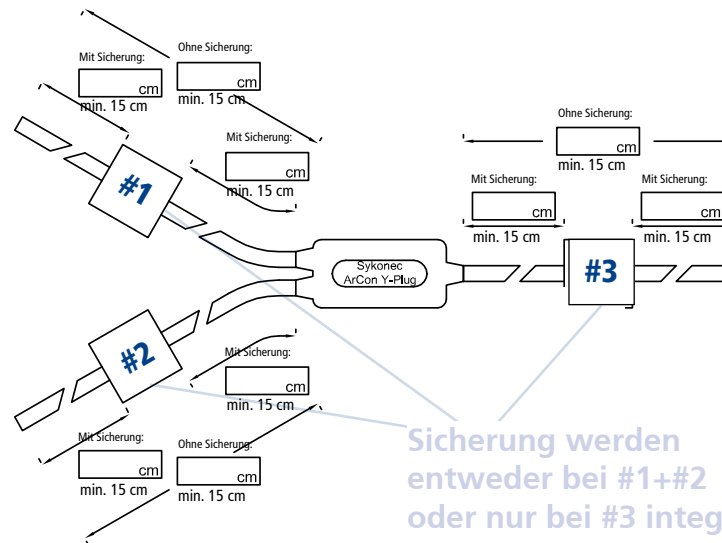 Ohne Sicherung:
Mit Sicherung:
cm
cm
min. 15 cm
min. 15 cm
Mit Sicherung:
cm
min. 15 cm
Ohne Sicherung:
cm
min. 15 cm
Mit Sicherung:
Mit Sicherung:
cm
cm
min. 15 cm
min. 15 cm
#1
Sykonec
ArCon Y-Plug
#3
#2
Mit Sicherung:
cm
min. 15 cm
Mit Sicherung:
Ohne Sicherung:
cm
cm
min. 15 cm
min. 15 cm
Sicherung werden
entweder bei #1+#2
oder nur bei #3 integ